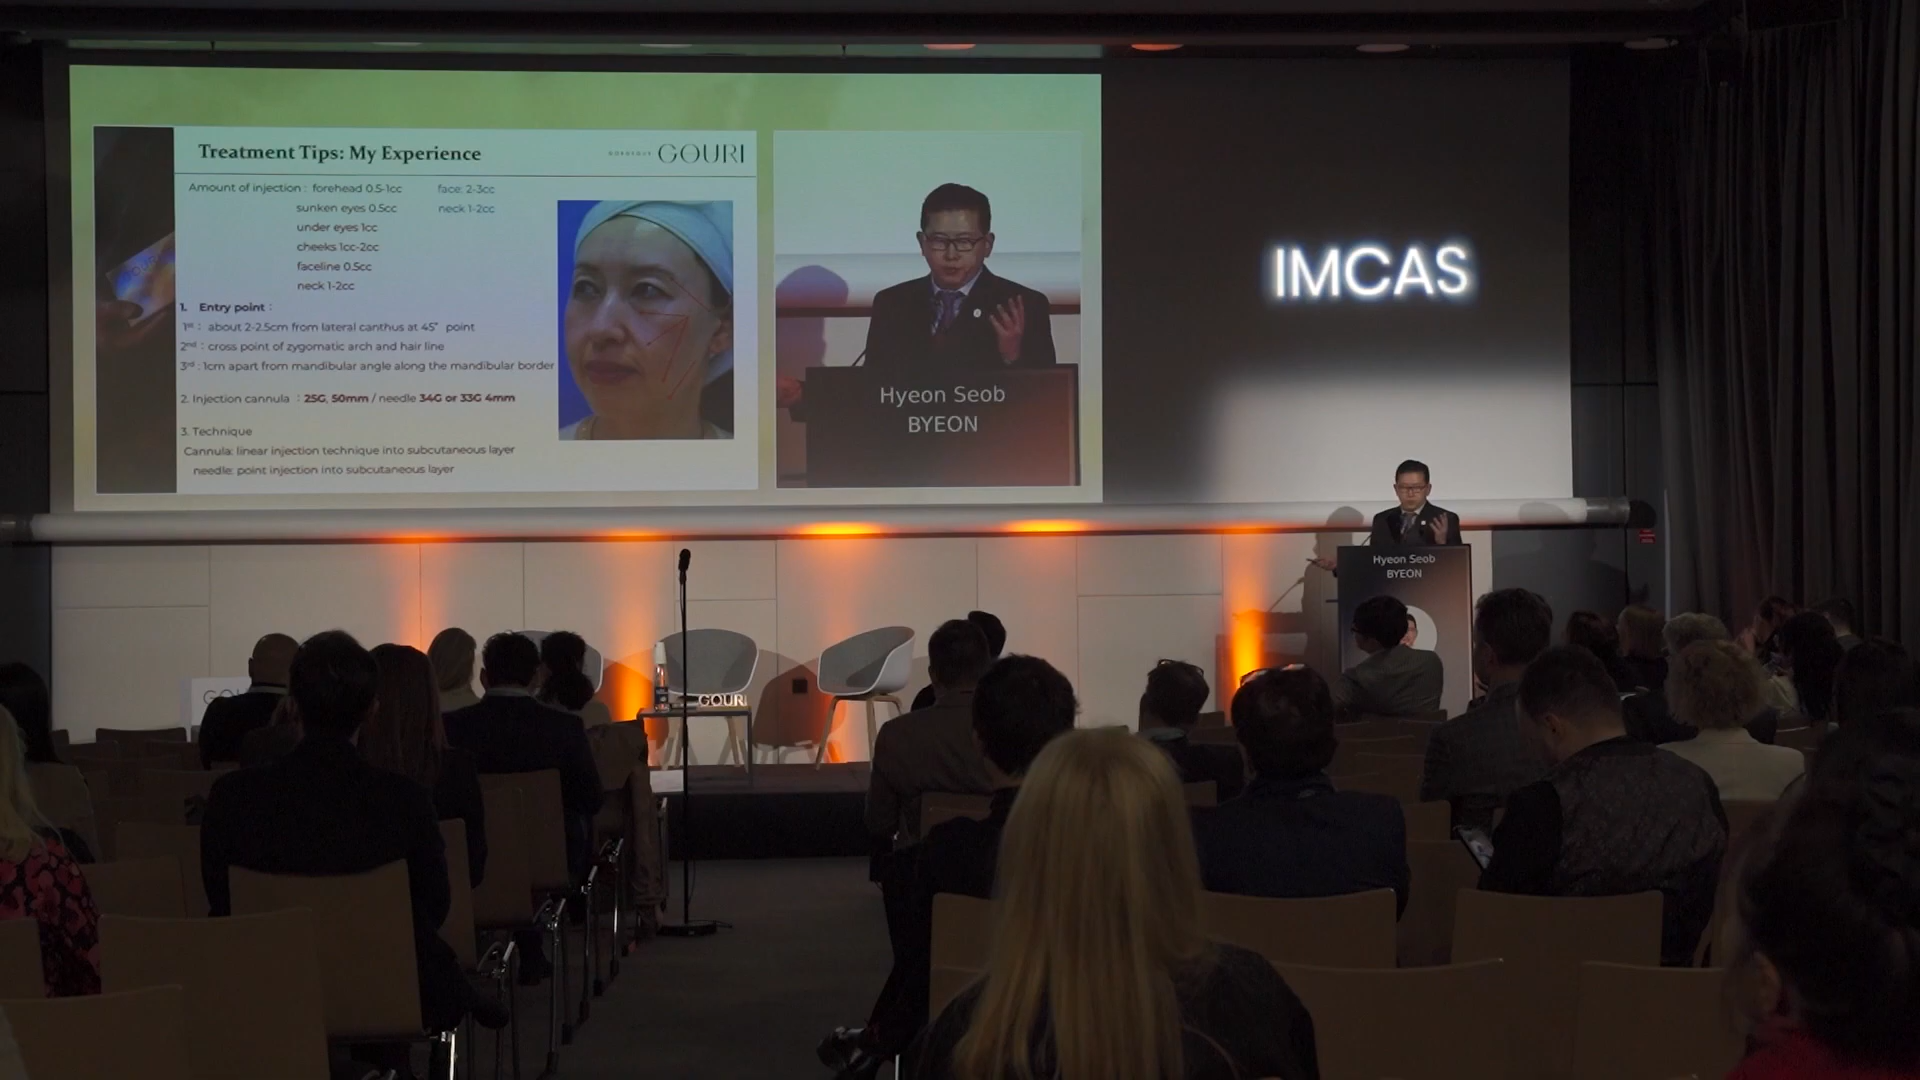 Treatment Tips: My Experience
GORGEOUS GOURI
Amount of injection : forehead 0.5-1cc face: 2-3cc
sunken eyes 0.5cc neck 1-2cc
under eyes 1cc
cheeks 1cc-2cc
faceline 0.5cc
neck 1-2cc
1. Entry point :
1st : about 2-2.5cm from lateral canthus at 45° point
2nd : cross point of zygomatic arch and hair line
3rd : 1cm apart from mandibular angle along the mandibular border
2. Injection cannula : 25G, 50mm / needle 34G or 33G 4mm
3. Technique
Cannula: linear injection technique into subcutaneous layer
needle: point injection into subcutaneous layer
Hyeon Seob
BYEON
IMCAS
Hyeon Seob
BYEON
GOURI